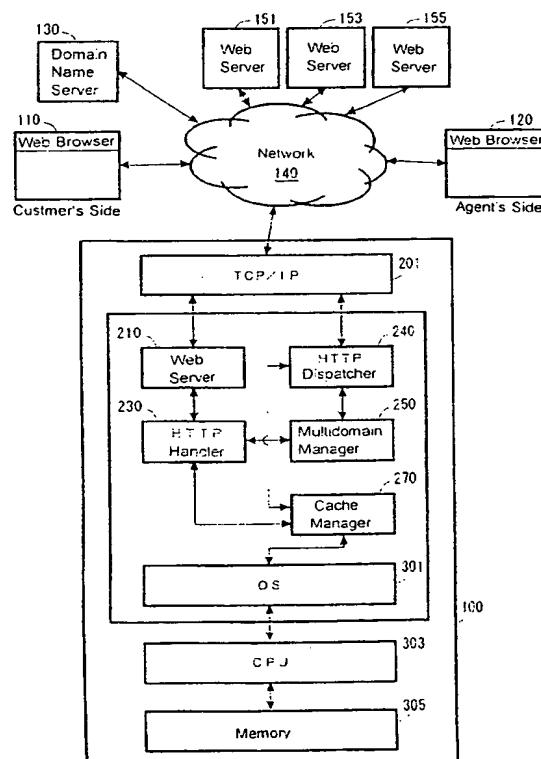 151
153
155
130
Web Server
Web Server
Web Server
Domain Name Server
110
120
Web Browser
Network
140
Web Browser
Custmer's Side
Agent's Side
TCP/IP
201
210
240
Web Server
HTTP Dispatcher
230
250
HTTP Handler
Multidomain Manager
270
Cache Manager
OS
301
100
CPU
303
Memory
305